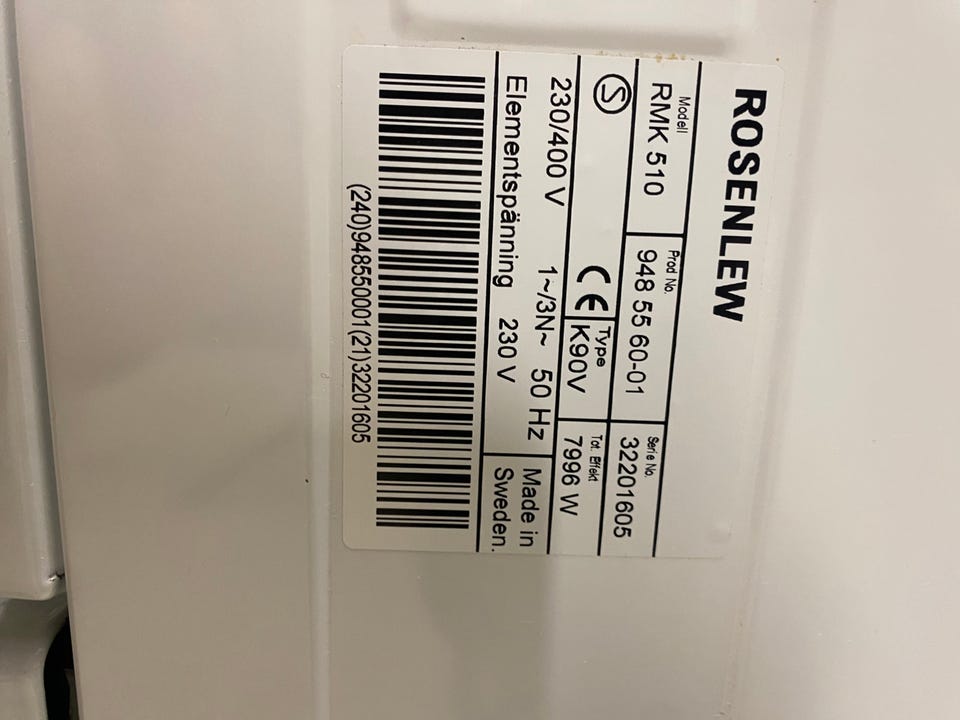 ROSENLEW
Modell Prod No. Serie No.
RMK 510 948 55 60-01 32201605
Ⓢ CE Type Tot. Effekt
K90V 7996 W
230/400 V 1~/3N~ 50 Hz Made in
Elementspänning 230 V Sweden.
(240)948550001(21)32201605